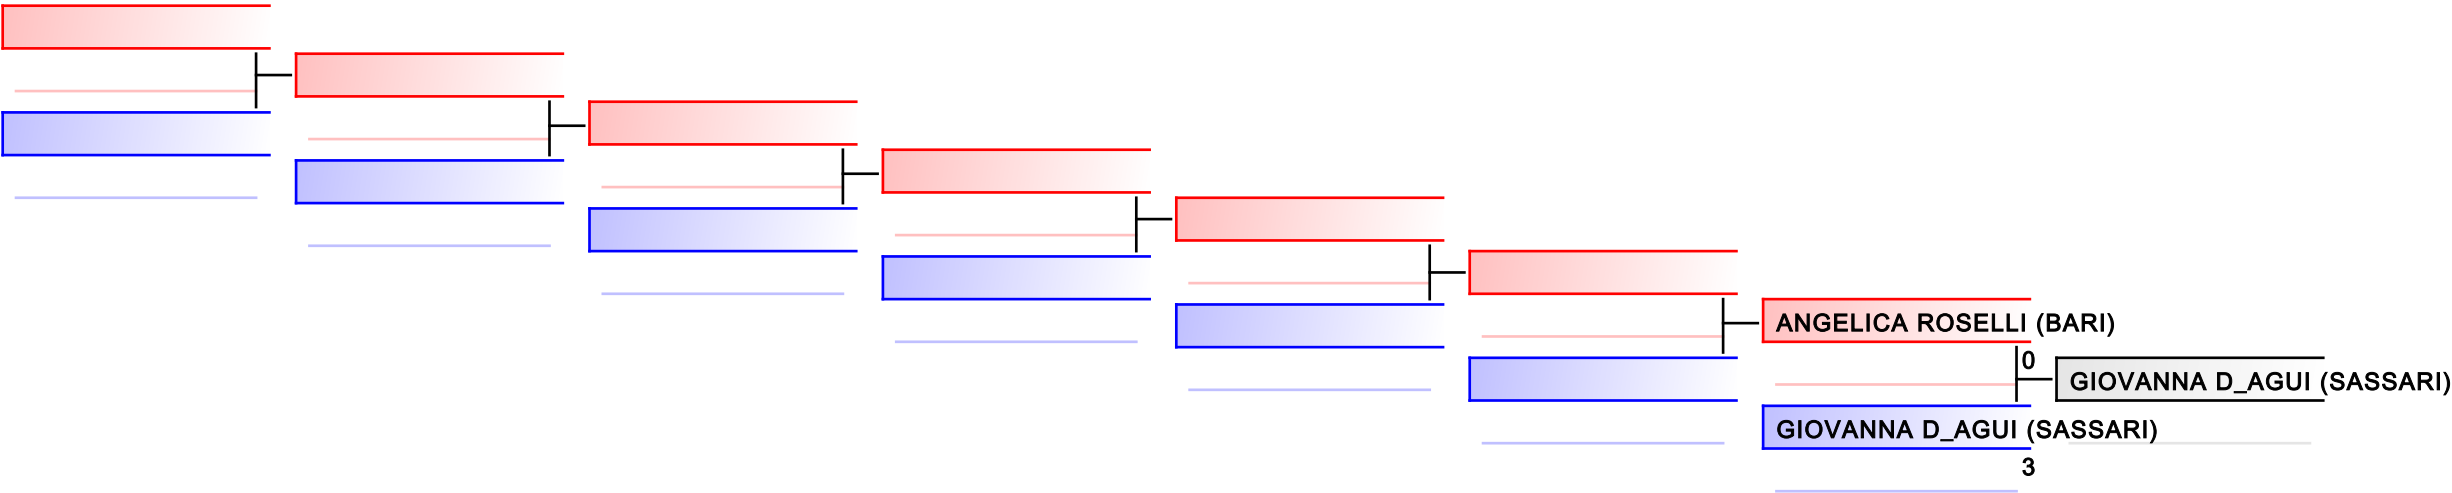 ANGELICA ROSELLI (BARI)
0
GIOVANNA D_AGUI (SASSARI)
GIOVANNA D_AGUI (SASSARI)
3